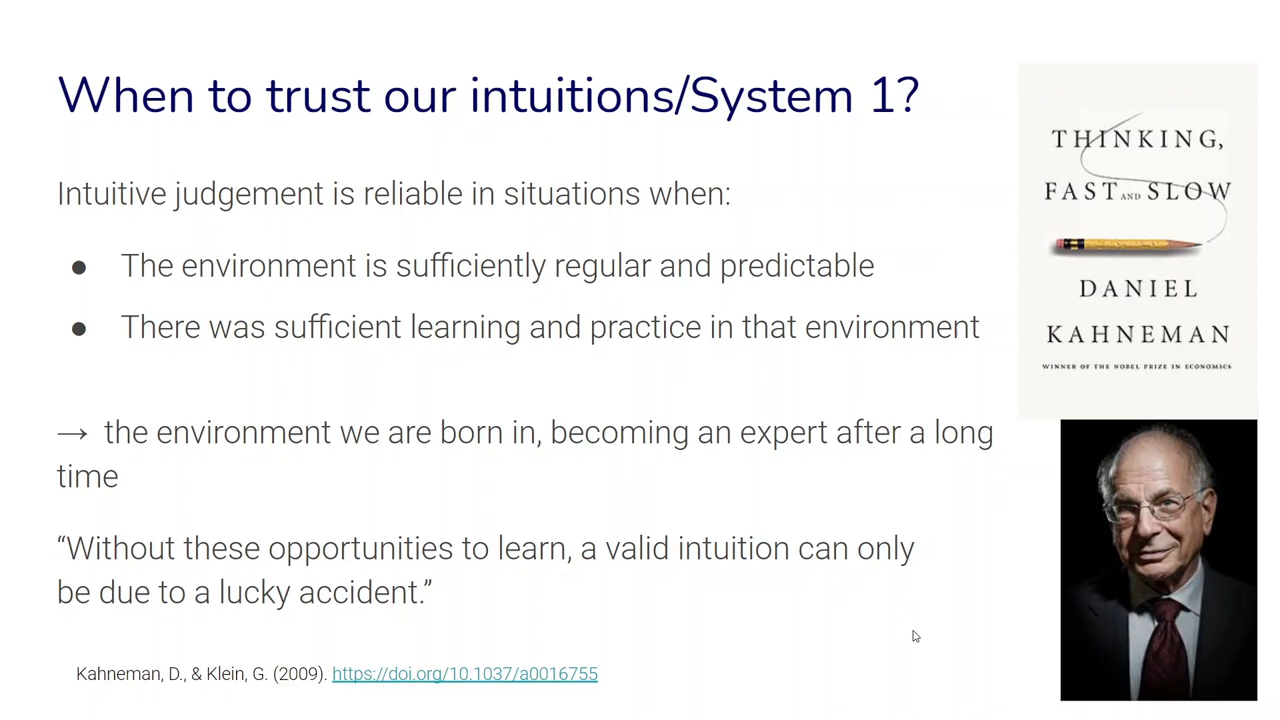 When to trust our intuitions/System 1?
Intuitive judgement is reliable in situations when:
● The environment is sufficiently regular and predictable
● There was sufficient learning and practice in that environment
→ the environment we are born in, becoming an expert after a long
time
“Without these opportunities to learn, a valid intuition can only
be due to a lucky accident.”
Kahneman, D., & Klein, G. (2009). https://doi.org/10.1037/a0016755
THINKING,
FAST AND SLOW
DANIEL
KAHNEMAN
WINNER OF THE NOBEL PRIZE IN ECONOMICS